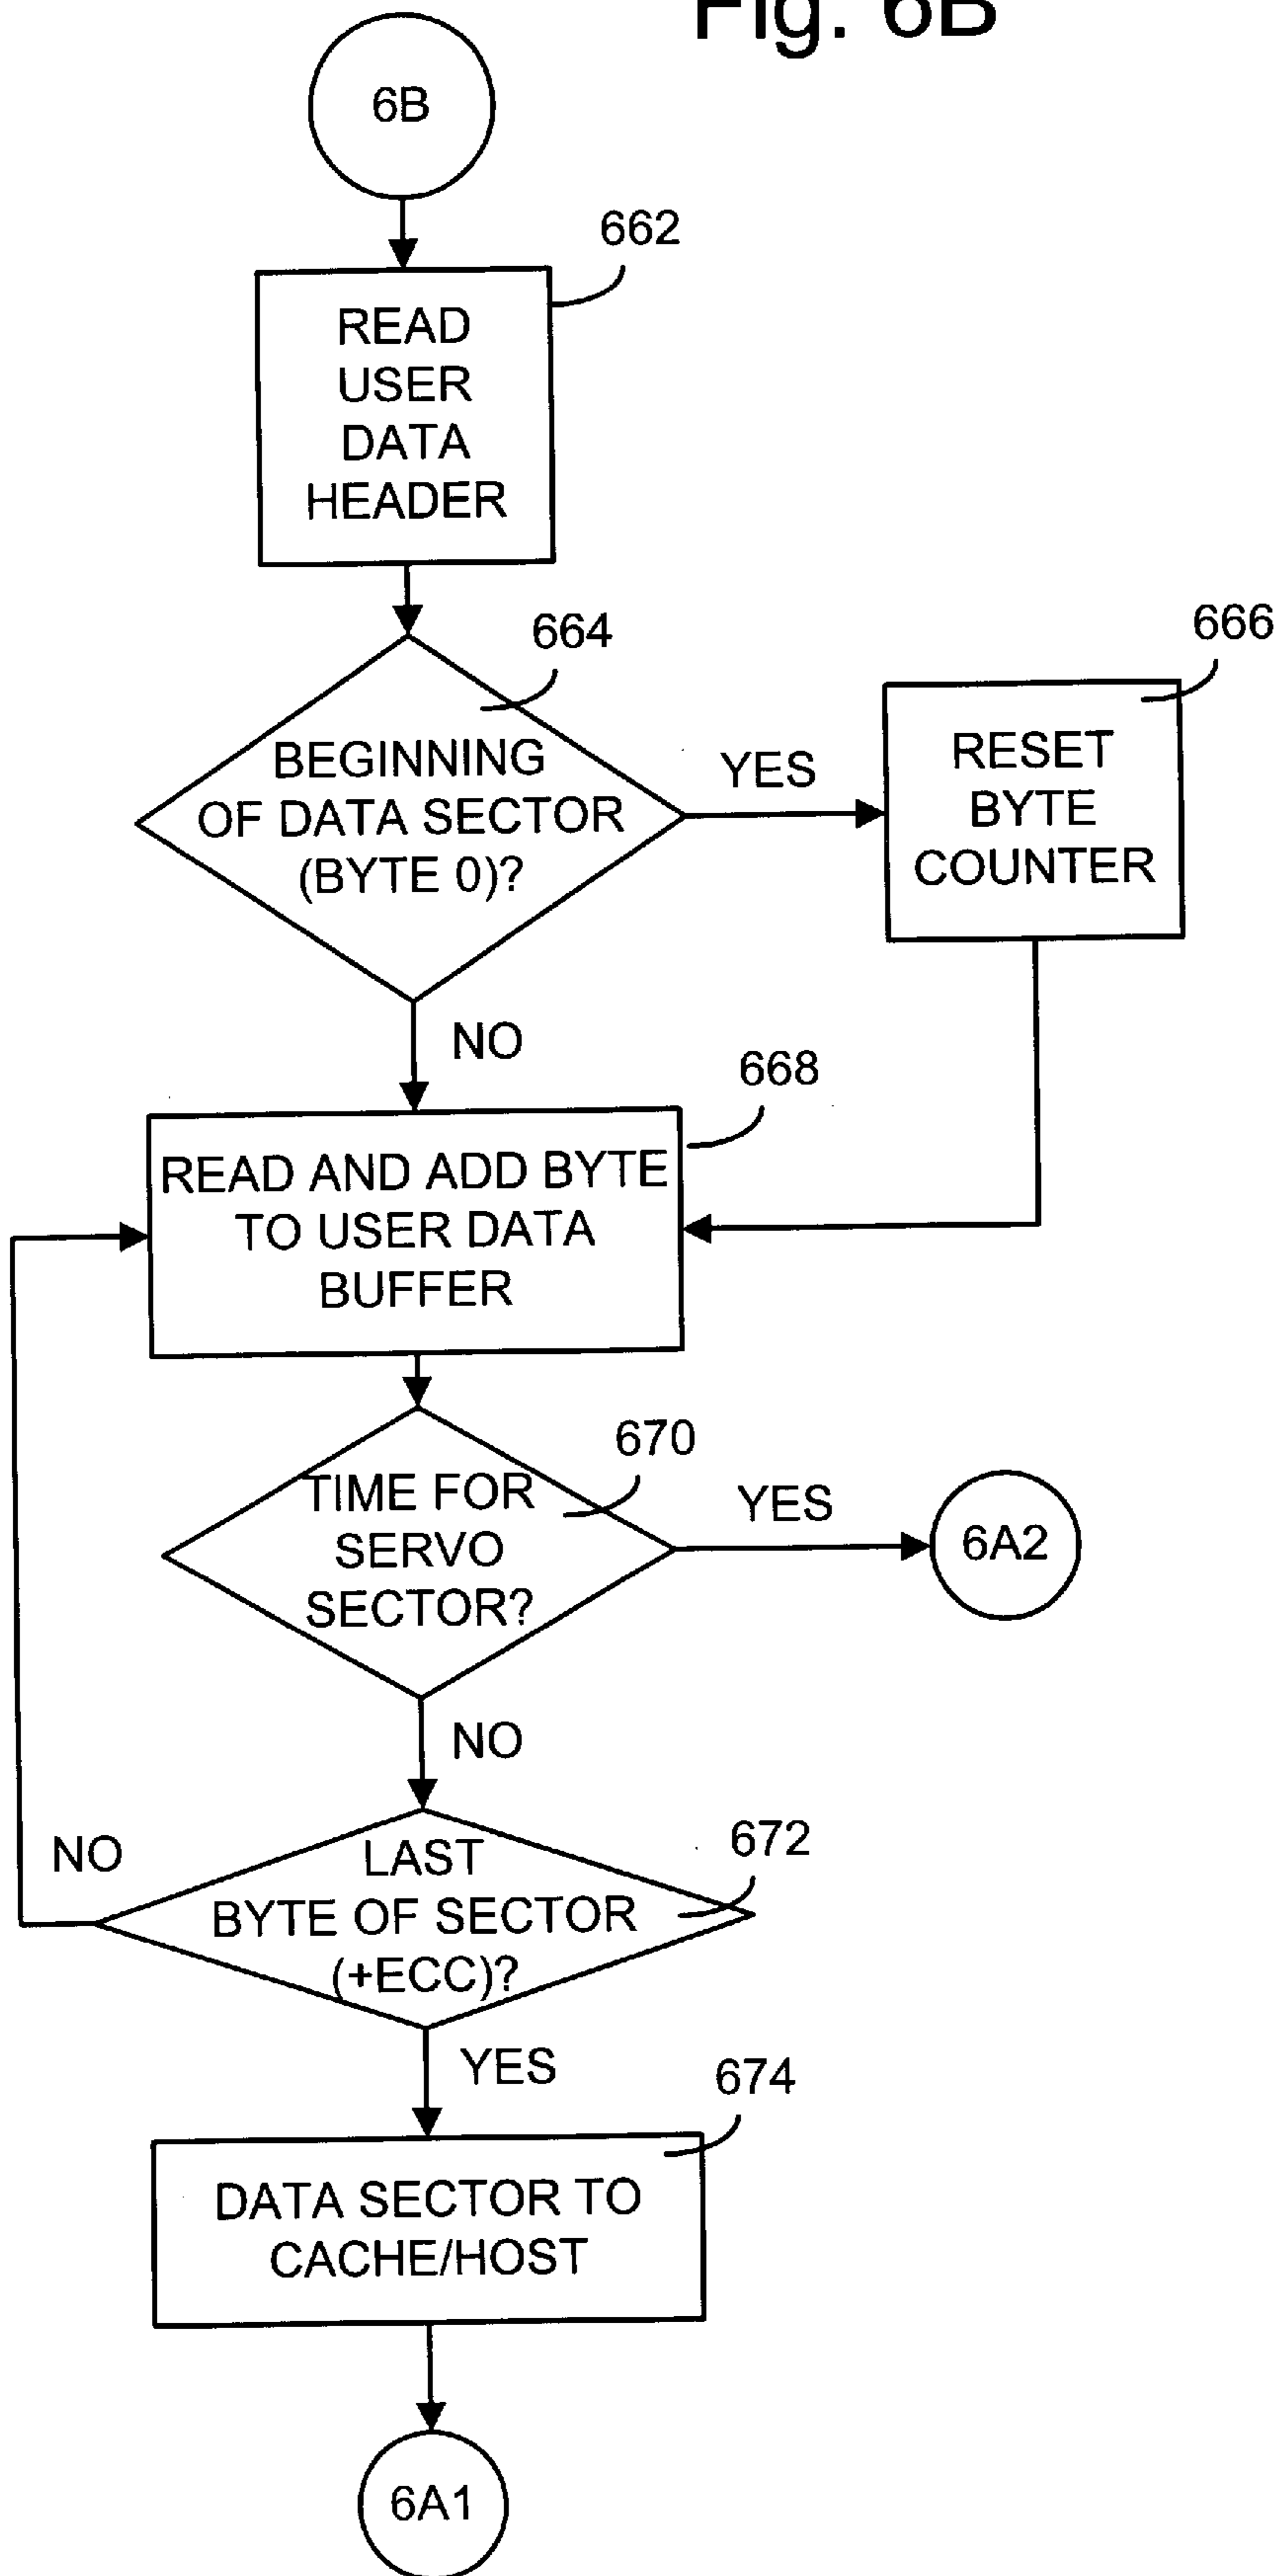 Fig. 6B
6B
662
READ
USER
DATA
HEADER
664
666
BEGINNING
OF DATA SECTOR
(BYTE 0)?
YES
RESET
BYTE
COUNTER
NO
668
READ AND ADD BYTE
TO USER DATA
BUFFER
670
TIME FOR
SERVO
SECTOR?
YES
6A2
NO
672
NO
LAST
BYTE OF SECTOR
(+ECC)?
YES
674
DATA SECTOR TO
CACHE/HOST
6A1